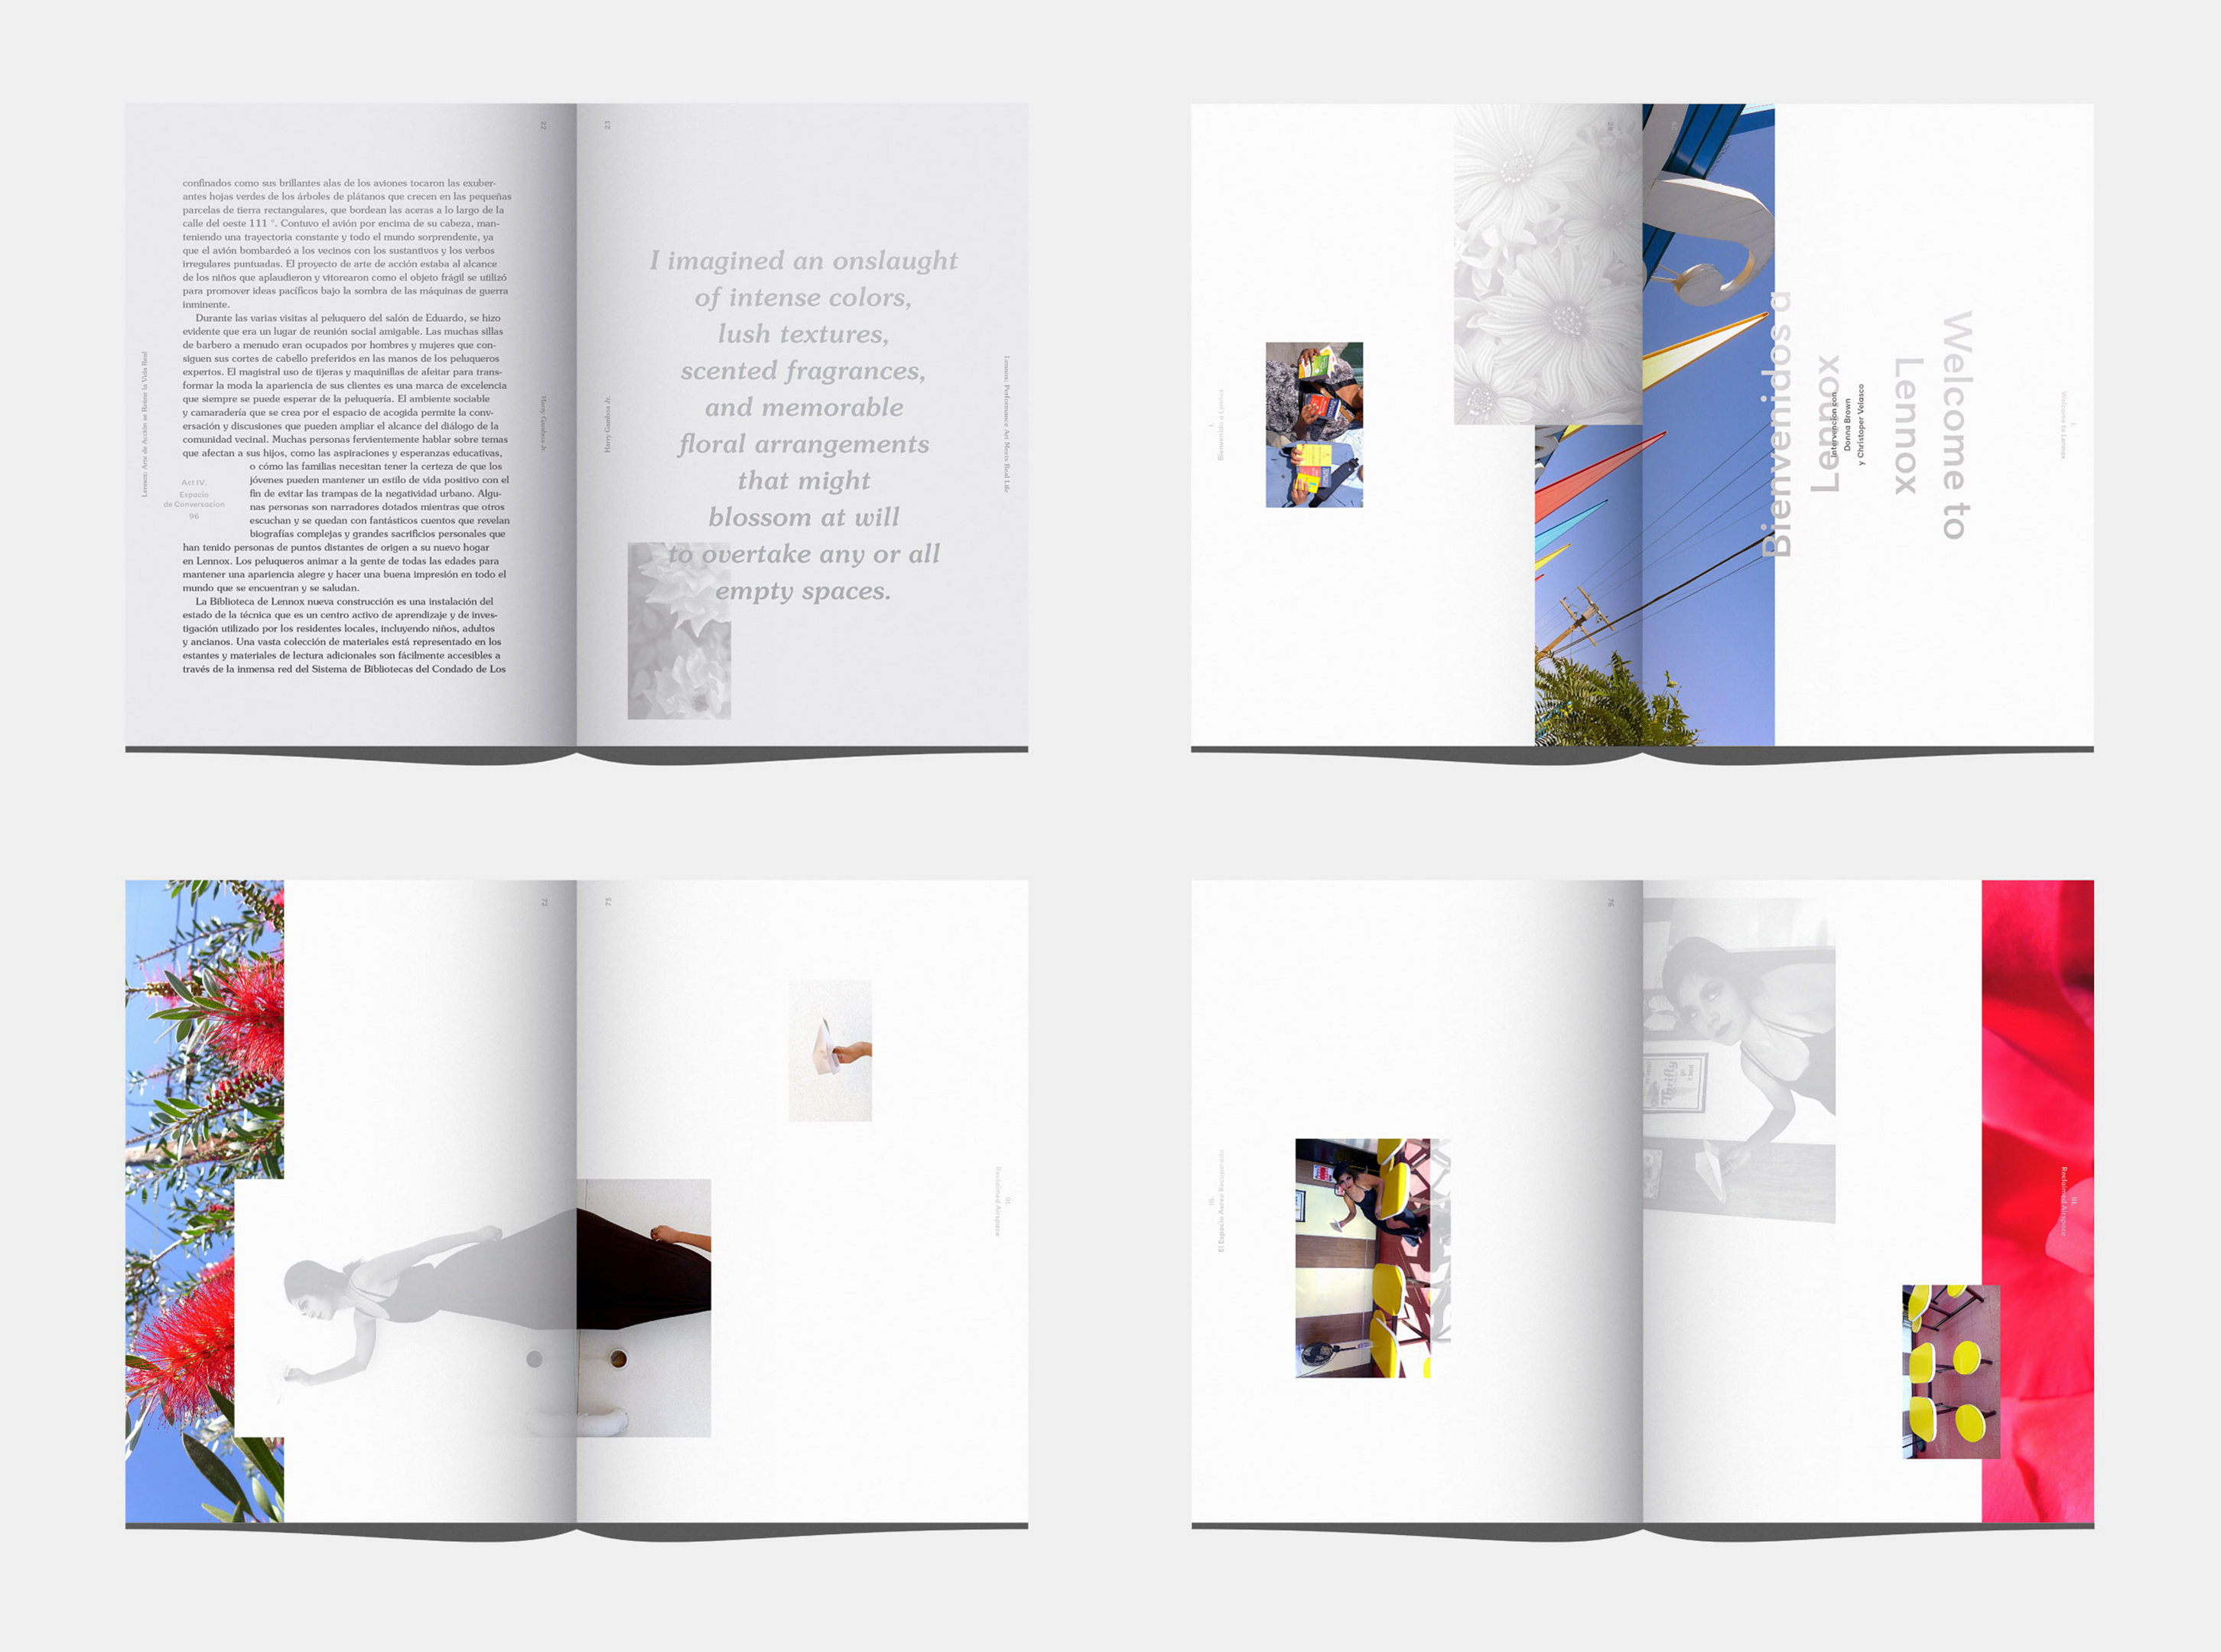 22
Lennox: Arte de Acción se Reúne la Vida Real
confinados como sus brillantes alas de los aviones tocaron las exuber-
antes hojas verdes de los árboles de plátanos que crecen en las pequeñas
parcelas de tierra rectangulares, que bordean las aceras a lo largo de la
calle del oeste 111 °. Contuvo el avión por encima de su cabeza, man-
teniendo una trayectoria constante y todo el mundo sorprendente, ya
que el avión bombardeó a los vecinos con los sustantivos y los verbos
irregulares puntuadas. El proyecto de arte de acción estaba al alcance
de los niños que aplaudieron y vitorearon como el objeto frágil se utilizó
para promover ideas pacíficos bajo la sombra de las máquinas de guerra
inminente.
Durante las varias visitas al peluquero del salón de Eduardo, se hizo
evidente que era un lugar de reunión social amigable. Las muchas sillas
de barbero a menudo eran ocupados por hombres y mujeres que con-
siguen sus cortes de cabello preferidos en las manos de los peluqueros
expertos. El magistral uso de tijeras y maquinillas de afeitar para trans-
formar la moda la apariencia de sus clientes es una marca de excelencia
que siempre se puede esperar de la peluquería. El ambiente sociable
y camaradería que se crea por el espacio de acogida permite la conv-
ersación y discusiones que pueden ampliar el alcance del diálogo de la
comunidad vecinal. Muchas personas fervientemente hablar sobre temas
que afectan a sus hijos, como las aspiraciones y esperanzas educativas,
o cómo las familias necesitan tener la certeza de que los
jóvenes pueden mantener un estilo de vida positivo con el
fin de evitar las trampas de la negatividad urbano. Algu-
nas personas son narradores dotados mientras que otros
escuchan y se quedan con fantásticos cuentos que revelan
biografías complejas y grandes sacrificios personales que
han tenido personas de puntos distantes de origen a su nuevo hogar
en Lennox. Los peluqueros animar a la gente de todas las edades para
mantener una apariencia alegre y hacer una buena impresión en todo el
mundo que se encuentran y se saludan.
La Biblioteca de Lennox nueva construcción es una instalación del
estado de la técnica que es un centro activo de aprendizaje y de inves-
tigación utilizado por los residentes locales, incluyendo niños, adultos
y ancianos. Una vasta colección de materiales está representado en los
estantes y materiales de lectura adicionales son fácilmente accesibles a
través de la inmensa red del Sistema de Bibliotecas del Condado de Los
Act IV.
Espacio
de Conversacion
96
Harry Gamboa Jr.
23
Harry Gamboa Jr.
I imagined an onslaught
of intense colors,
lush textures,
scented fragrances,
and memorable
floral arrangements
that might
blossom at will
to overtake any or all
empty spaces.
Lennox: Performance Art Meets Real Life
28
29
I.
Bienvenido a Lennox
Bienvenidos a
Lennox
Intervencion con
Donna Brown
y Christoper Velasco
Welcome to
Lennox
I.
Welcome to Lennox
72
73
III.
Reclaimed Airspace
76
III.
El Espacio Aereo Recuperado
Thrifty
III.
Reclaimed Airspace